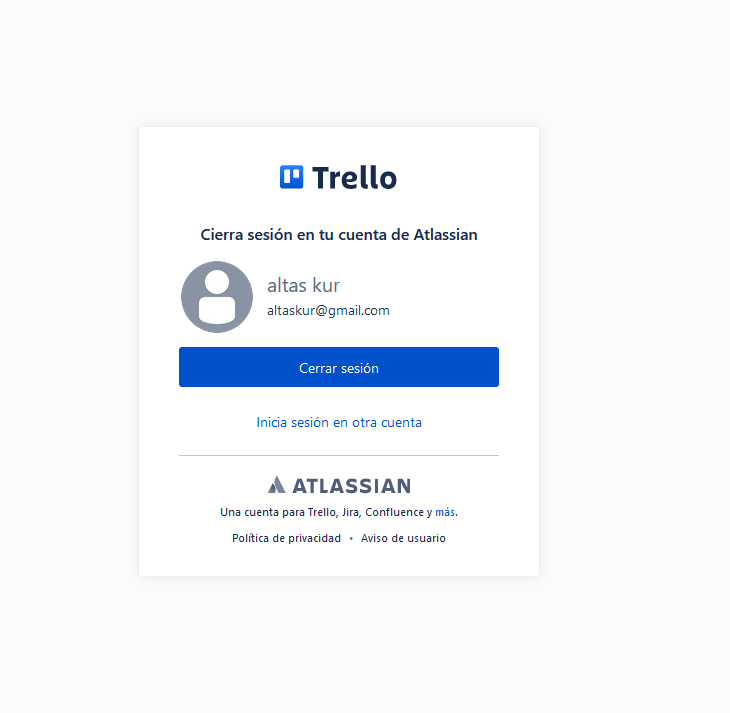 Trello
Cierra sesión en tu cuenta de Atlassian
altas kur
altaskur@gmail.com
Cerrar sesión
Inicia sesión en otra cuenta
ATLASSIAN
Una cuenta para Trello, Jira, Confluence y más.
Política de privacidad • Aviso de usuario